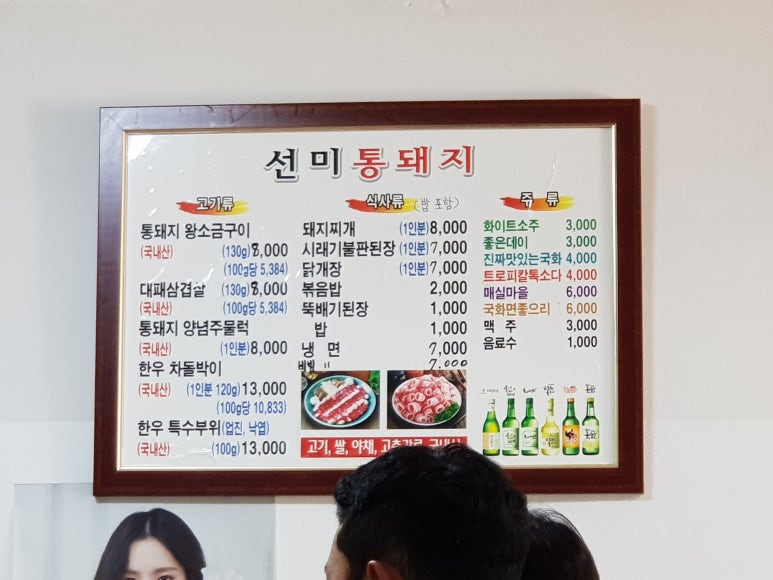 선미통돼지
고기류
통돼지 왕소금구이
(국내산) (130g) 8,000
(100g당 5,384)
대패삼겹살 (130g) 8,000
(국내산) (100g당 5,384)
통돼지 양념주물럭
(국내산) (1인분) 8,000
한우 차돌박이
(국내산) (1인분 120g) 13,000
(100g당 10,833)
한우 특수부위(업진, 낙엽)
(국내산) (100g) 13,000
식사류 (밥 포함)
돼지찌개 (1인분) 8,000
시래기불판된장 (1인분) 7,000
닭개장 (1인분) 7,000
볶음밥 2,000
뚝배기된장 1,000
밥 1,000
냉 면 7,000
비빔 〃 7,000
고기, 쌀, 야채,
주 류
화이트소주 3,000
좋은데이 3,000
진짜맛있는국화 4,000
트로피칼톡소다 4,000
매실마을 6,000
국화면좋으리 6,000
맥 주 3,000
음료수 1,000